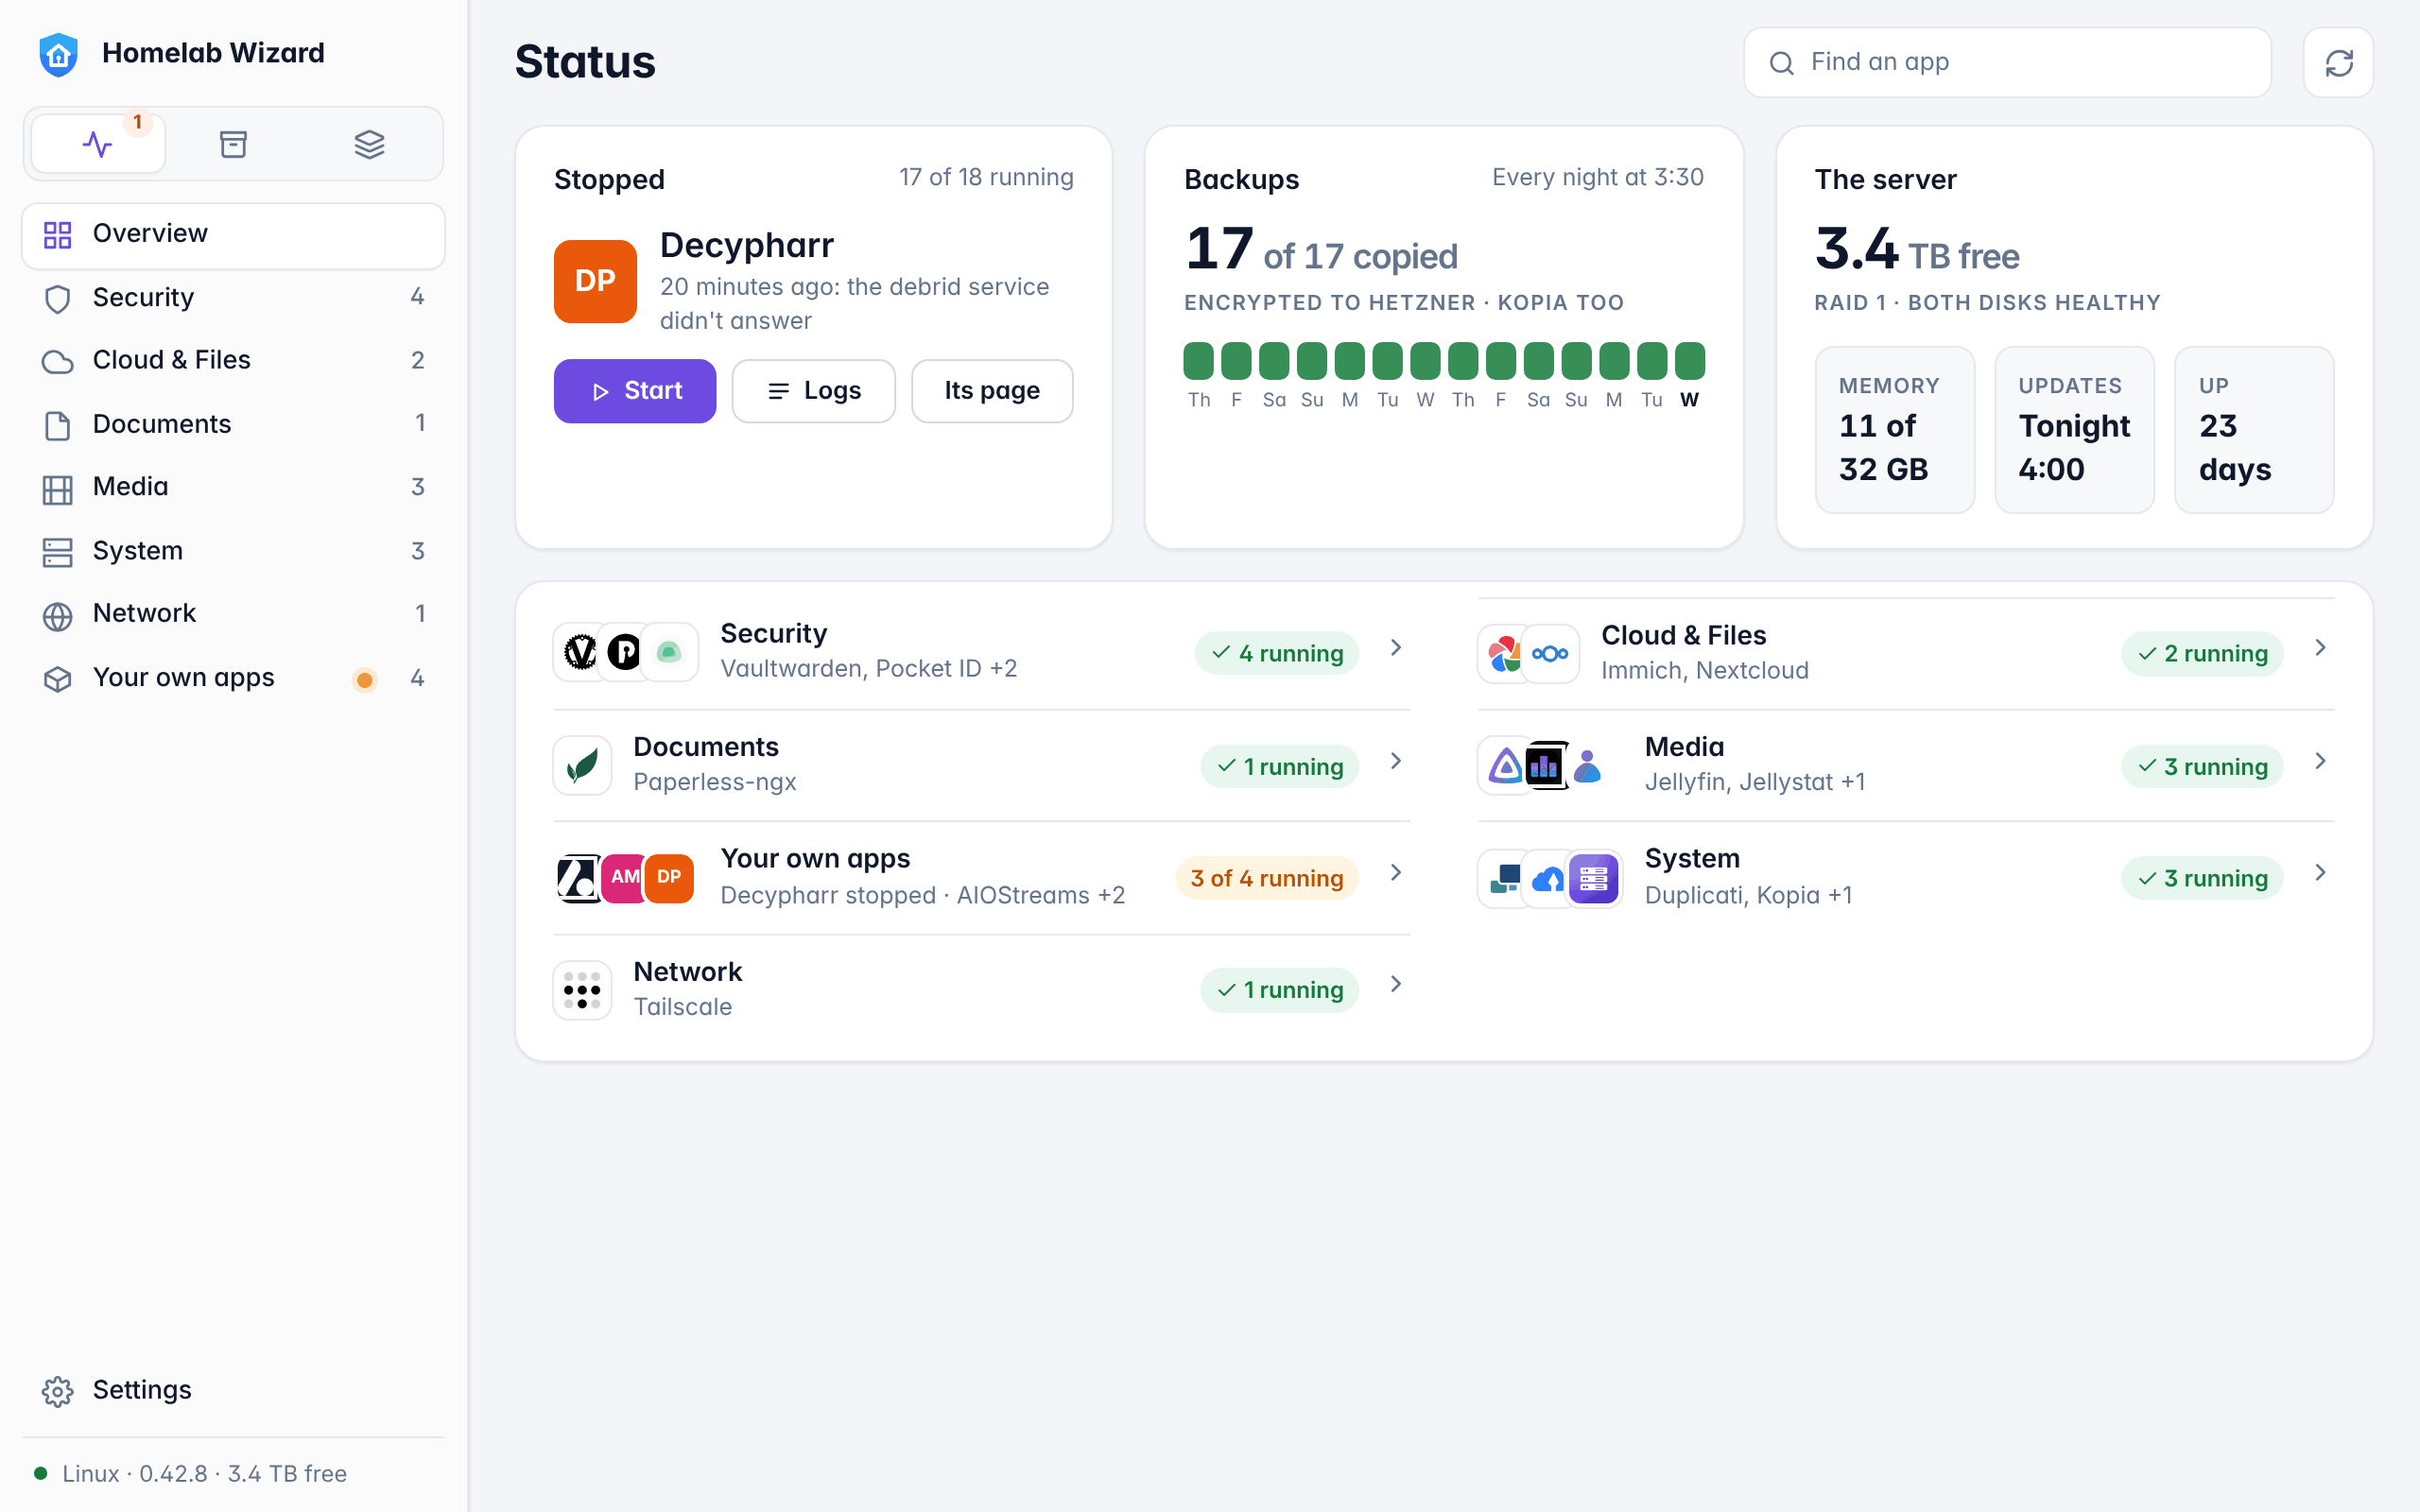 Homelab Wizard
1
Overview
Security 4
Cloud & Files 2
Documents 1
Media 3
System 3
Network 1
Your own apps 4
Settings
Linux · 0.42.8 · 3.4 TB free
Status
Find an app
Stopped 17 of 18 running
DP
Decypharr
20 minutes ago: the debrid service
didn't answer
Start Logs Its page
Backups Every night at 3:30
17 of 17 copied
ENCRYPTED TO HETZNER · KOPIA TOO
Th F Sa Su M Tu W Th F Sa Su M Tu W
The server
3.4 TB free
RAID 1 · BOTH DISKS HEALTHY
MEMORY
11 of
32 GB
UPDATES
Tonight
4:00
UP
23
days
Security
Vaultwarden, Pocket ID +2
4 running
Cloud & Files
Immich, Nextcloud
2 running
Documents
Paperless-ngx
1 running
Media
Jellyfin, Jellystat +1
3 running
AM DP
Your own apps
Decypharr stopped · AIOStreams +2
3 of 4 running
System
Duplicati, Kopia +1
3 running
Network
Tailscale
1 running